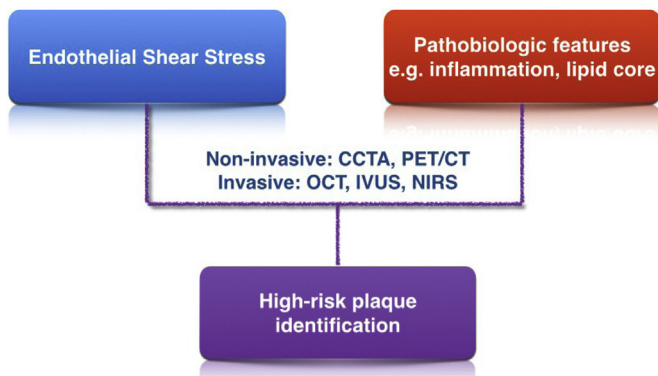 Endothelial Shear Stress
Pathobiologic features
e.g. inflammation, lipid core
Non-invasive: CCTA, PET/CT
Invasive: OCT, IVUS, NIRS
High-risk plaque
identification